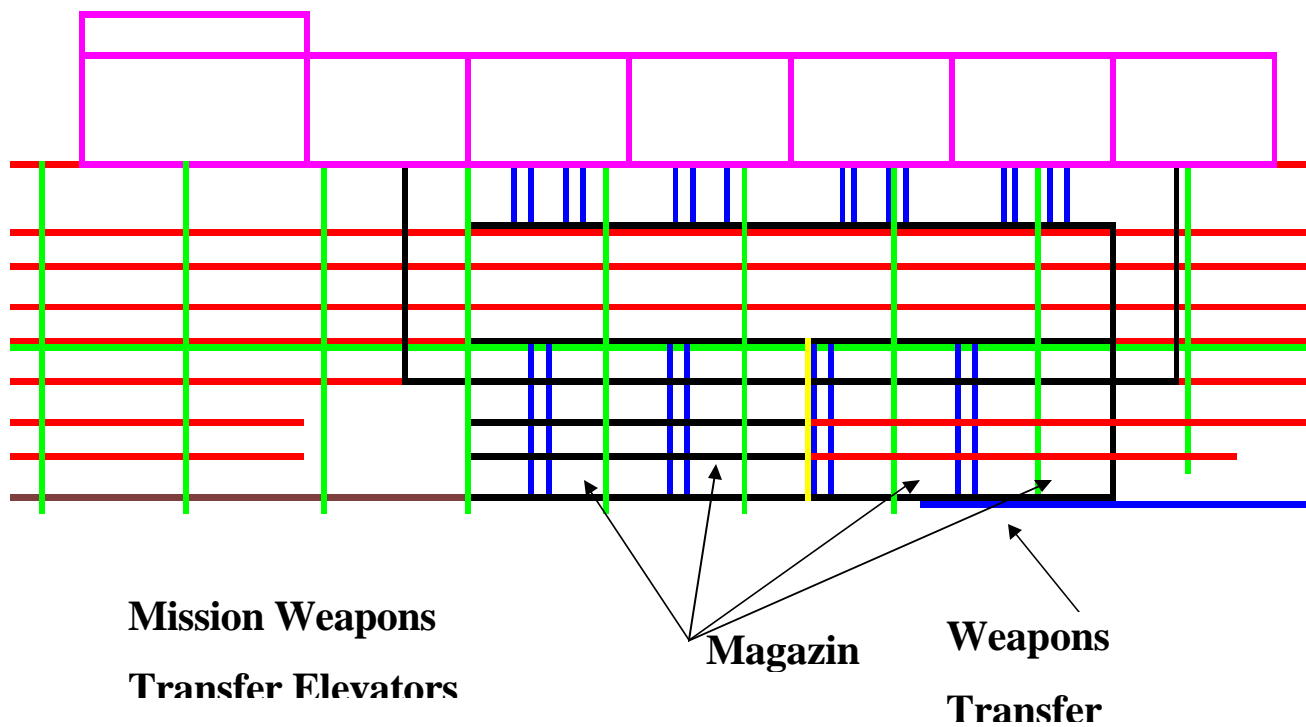 Mission Weapons
Transfer Elevators
Magazin
Weapons
Transfer